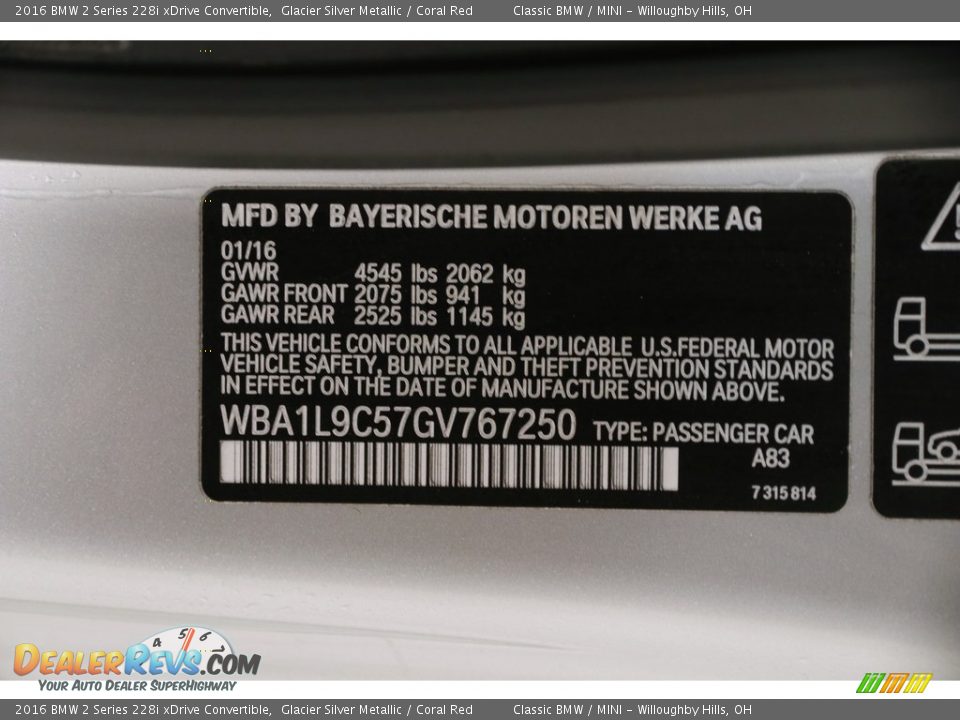 2016 BMW 2 Series 228i xDrive Convertible, Glacier Silver Metallic / Coral Red Classic BMW / MINI - Willoughby Hills, OH
MFD BY BAYERISCHE MOTOREN WERKE AG
01/16
GVWR 4545 lbs 2062 kg
GAWR FRONT 2075 lbs 941 kg
GAWR REAR 2525 lbs 1145 kg
THIS VEHICLE CONFORMS TO ALL APPLICABLE U.S.FEDERAL MOTOR
VEHICLE SAFETY, BUMPER AND THEFT PREVENTION STANDARDS
IN EFFECT ON THE DATE OF MANUFACTURE SHOWN ABOVE.
WBA1L9C57GV767250 TYPE: PASSENGER CAR
A83
7 315 814
4 5 6
DEALERREVS.COM
YOUR AUTO DEALER SUPERHIGHWAY
2016 BMW 2 Series 228i xDrive Convertible, Glacier Silver Metallic / Coral Red Classic BMW / MINI - Willoughby Hills, OH